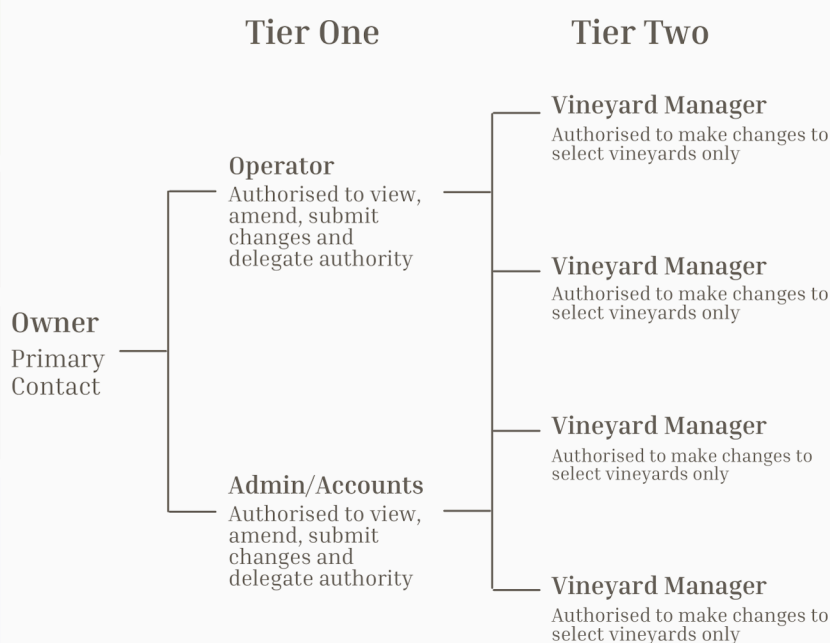 Tier One
Tier Two
Vineyard Manager
Authorised to make changes to
select vineyards only
Operator
Authorised to view,
amend, submit
changes and
delegate authority
Vineyard Manager
Authorised to make changes to
select vineyards only
Owner
Primary
Contact
Vineyard Manager
Authorised to make changes to
select vineyards only
Admin/Accounts
Authorised to view,
amend, submit
changes and
delegate authority
Vineyard Manager
Authorised to make changes to
select vineyards only